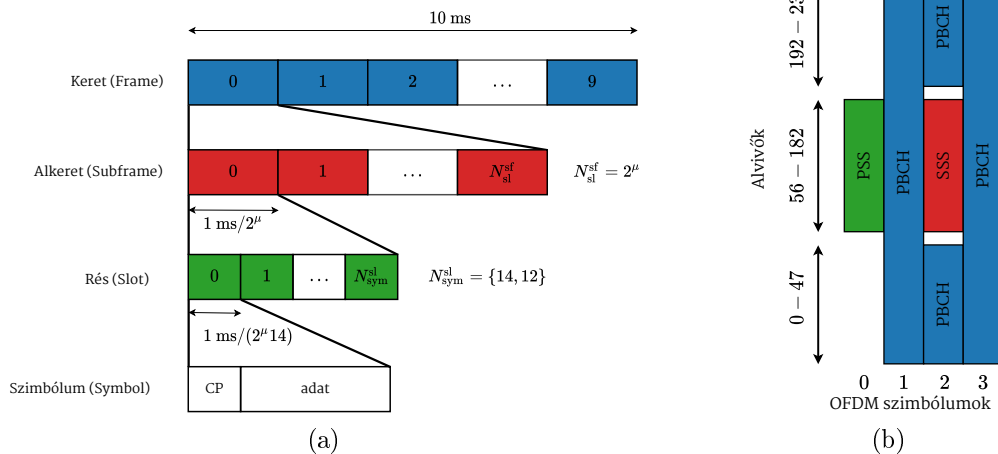 10 ms
Keret (Frame)
0 1 2 ... 9
Alkeret (Subframe)
0 1 ... N_sl^sf
N_sl^sf = 2^μ
1 ms/2^μ
Rés (Slot)
0 1 ... N_sym^sl
N_sym^sl = {14, 12}
1 ms/(2^μ 14)
Szimbólum (Symbol)
CP adat
(a)
Alvivők
56 − 182
0 − 47
PBCH
PSS
PBCH
SSS
PBCH
PBCH
0 1 2 3
OFDM szimbólumok
(b)